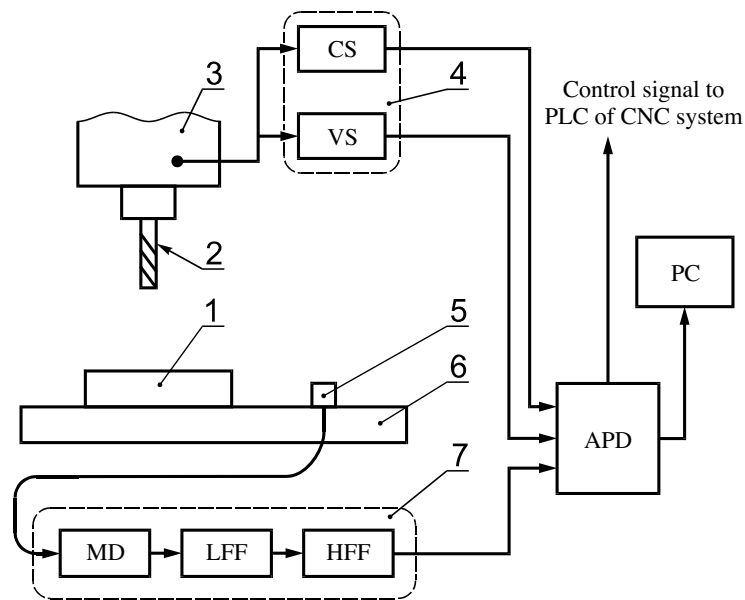 CS
3
4
Control signal to
PLC of CNC system
VS
2
PC
1
5
6
APD
7
MD
LFF
HFF